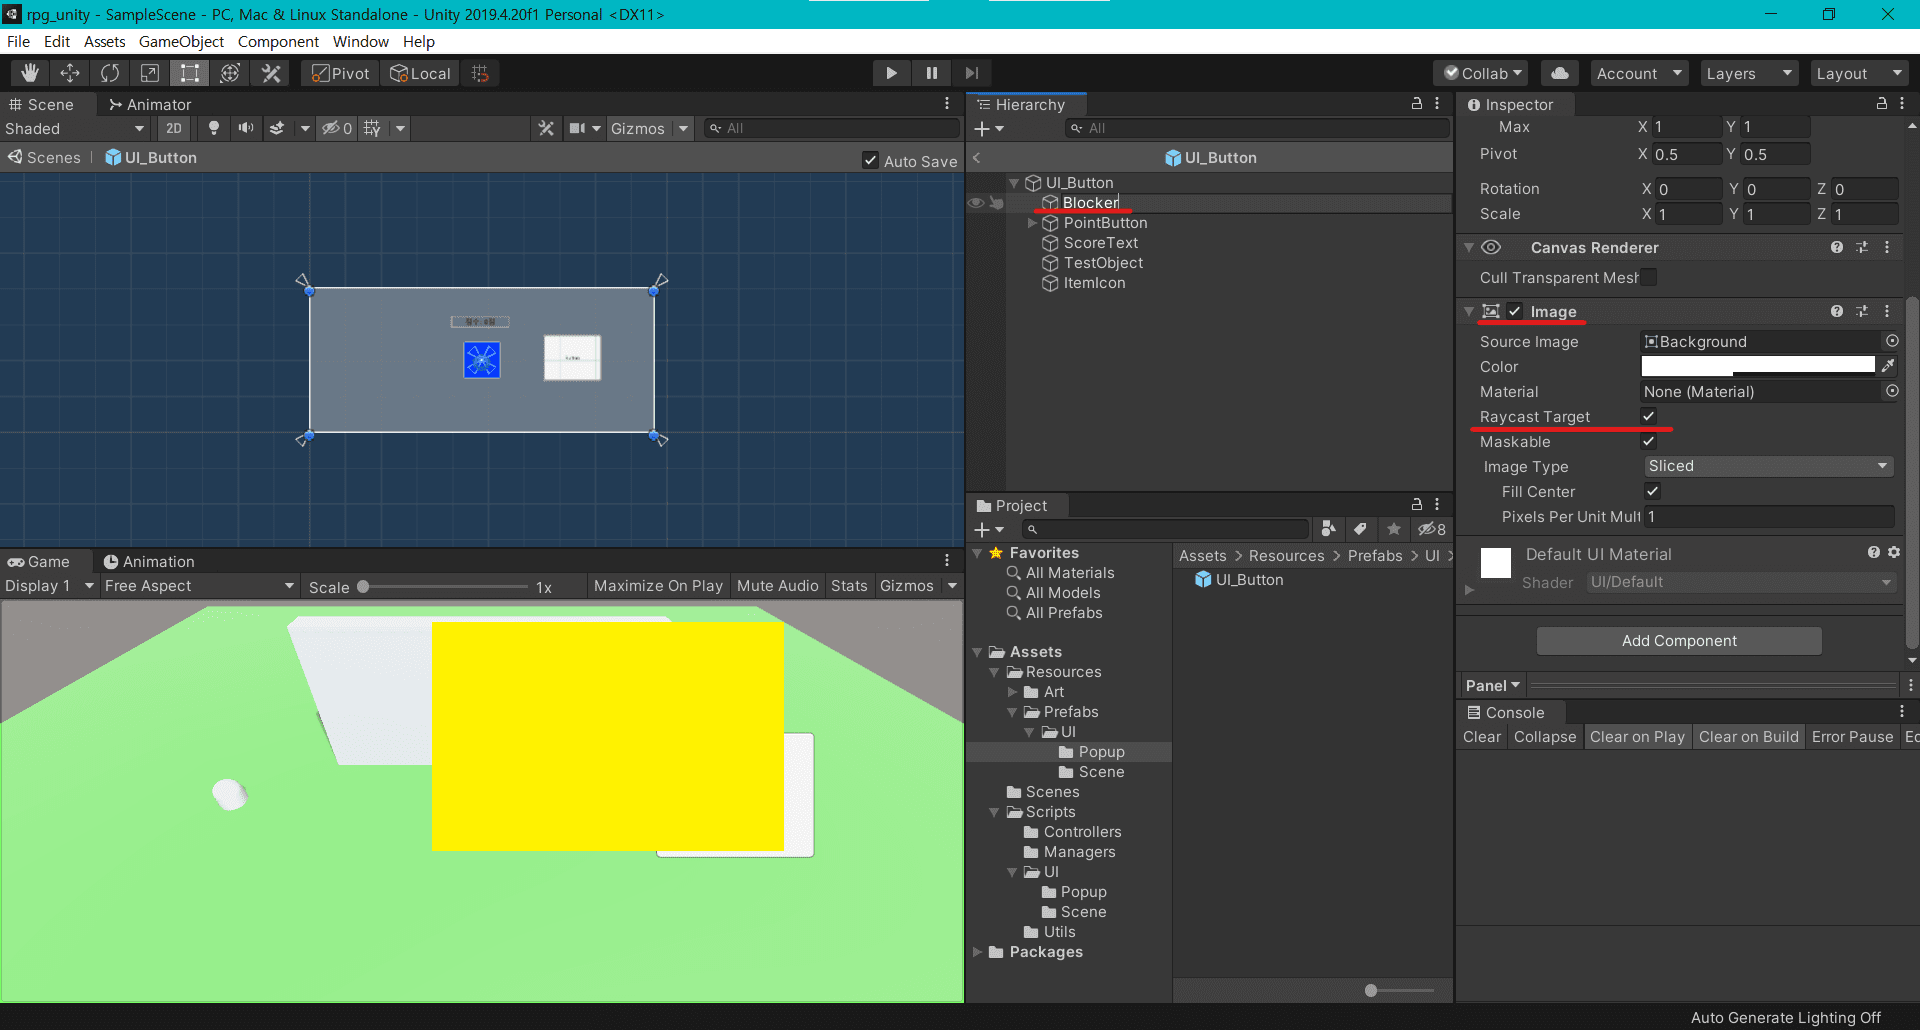 rpg_unity - SampleScene - PC, Mac & Linux Standalone - Unity 2019.4.20f1 Personal <DX11>
File Edit Assets GameObject Component Window Help
Pivot Local Collab Account Layers Layout
Scene Animator
Shaded 2D 0 Gizmos All
Scenes UI_Button Auto Save
Button
Game Animation
Display 1 Free Aspect Scale 1x Maximize On Play Mute Audio Stats Gizmos
Hierarchy
All
UI_Button
UI_Button
Blocker
PointButton
ScoreText
TestObject
ItemIcon
Project
8
Favorites
All Materials
All Models
All Prefabs
Assets
Resources
Art
Prefabs
UI
Popup
Scene
Scenes
Scripts
Controllers
Managers
UI
Popup
Scene
Utils
Packages
Assets > Resources > Prefabs > UI >
UI_Button
Inspector
Max X 1 Y 1
Pivot X 0.5 Y 0.5
Rotation X 0 Y 0 Z 0
Scale X 1 Y 1 Z 1
Canvas Renderer
Cull Transparent Mesh
Image
Source Image Background
Color
Material None (Material)
Raycast Target
Maskable
Image Type Sliced
Fill Center
Pixels Per Unit Mult 1
Default UI Material
Shader UI/Default
Add Component
Panel
Console
Clear Collapse Clear on Play Clear on Build Error Pause Ed
Auto Generate Lighting Off